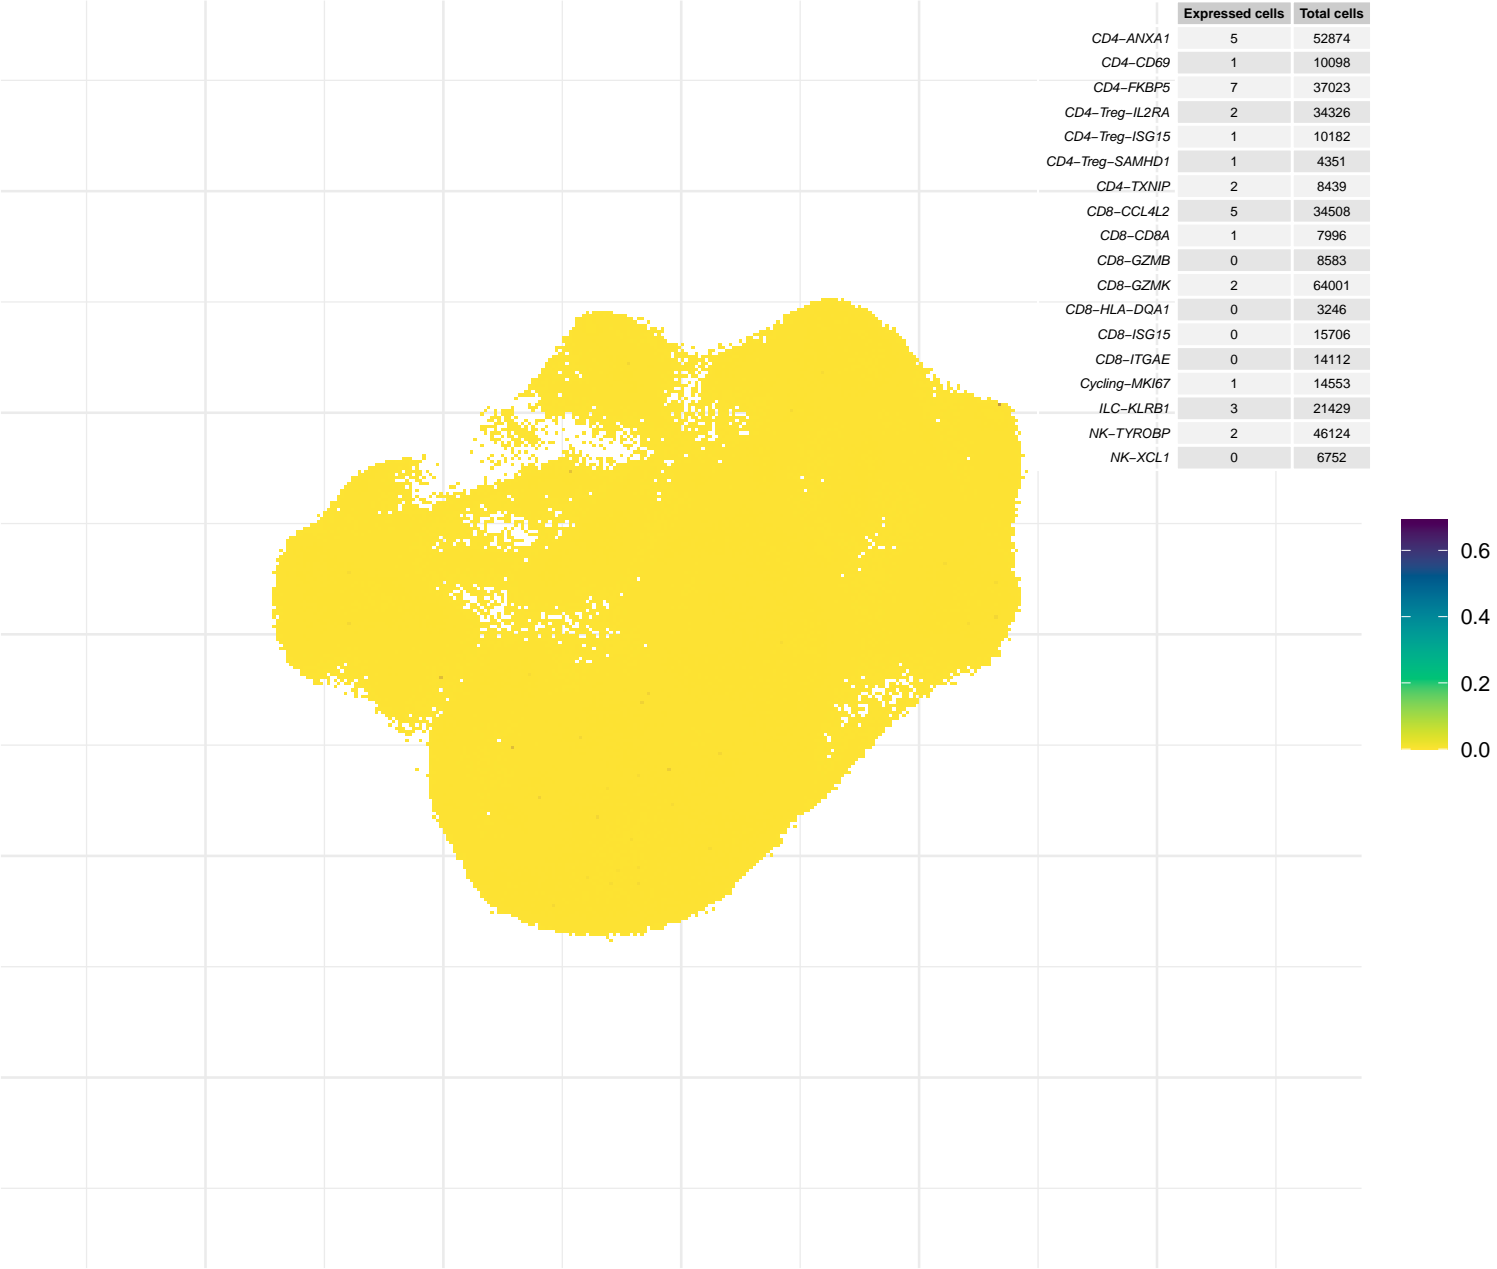 Expressed cells Total cells
CD4−ANXA1 5 52874
CD4−CD69 1 10098
CD4−FKBP5 7 37023
CD4−Treg−IL2RA 2 34326
CD4−Treg−ISG15 1 10182
CD4−Treg−SAMHD1 1 4351
CD4−TXNIP 2 8439
CD8−CCL4L2 5 34508
CD8−CD8A 1 7996
CD8−GZMB 0 8583
CD8−GZMK 2 64001
CD8−HLA−DQA1 0 3246
CD8−ISG15 0 15706
CD8−ITGAE 0 14112
Cycling−MKI67 1 14553
ILC−KLRB1 3 21429
NK−TYROBP 2 46124
NK−XCL1 0 6752
0.6
0.4
0.2
0.0